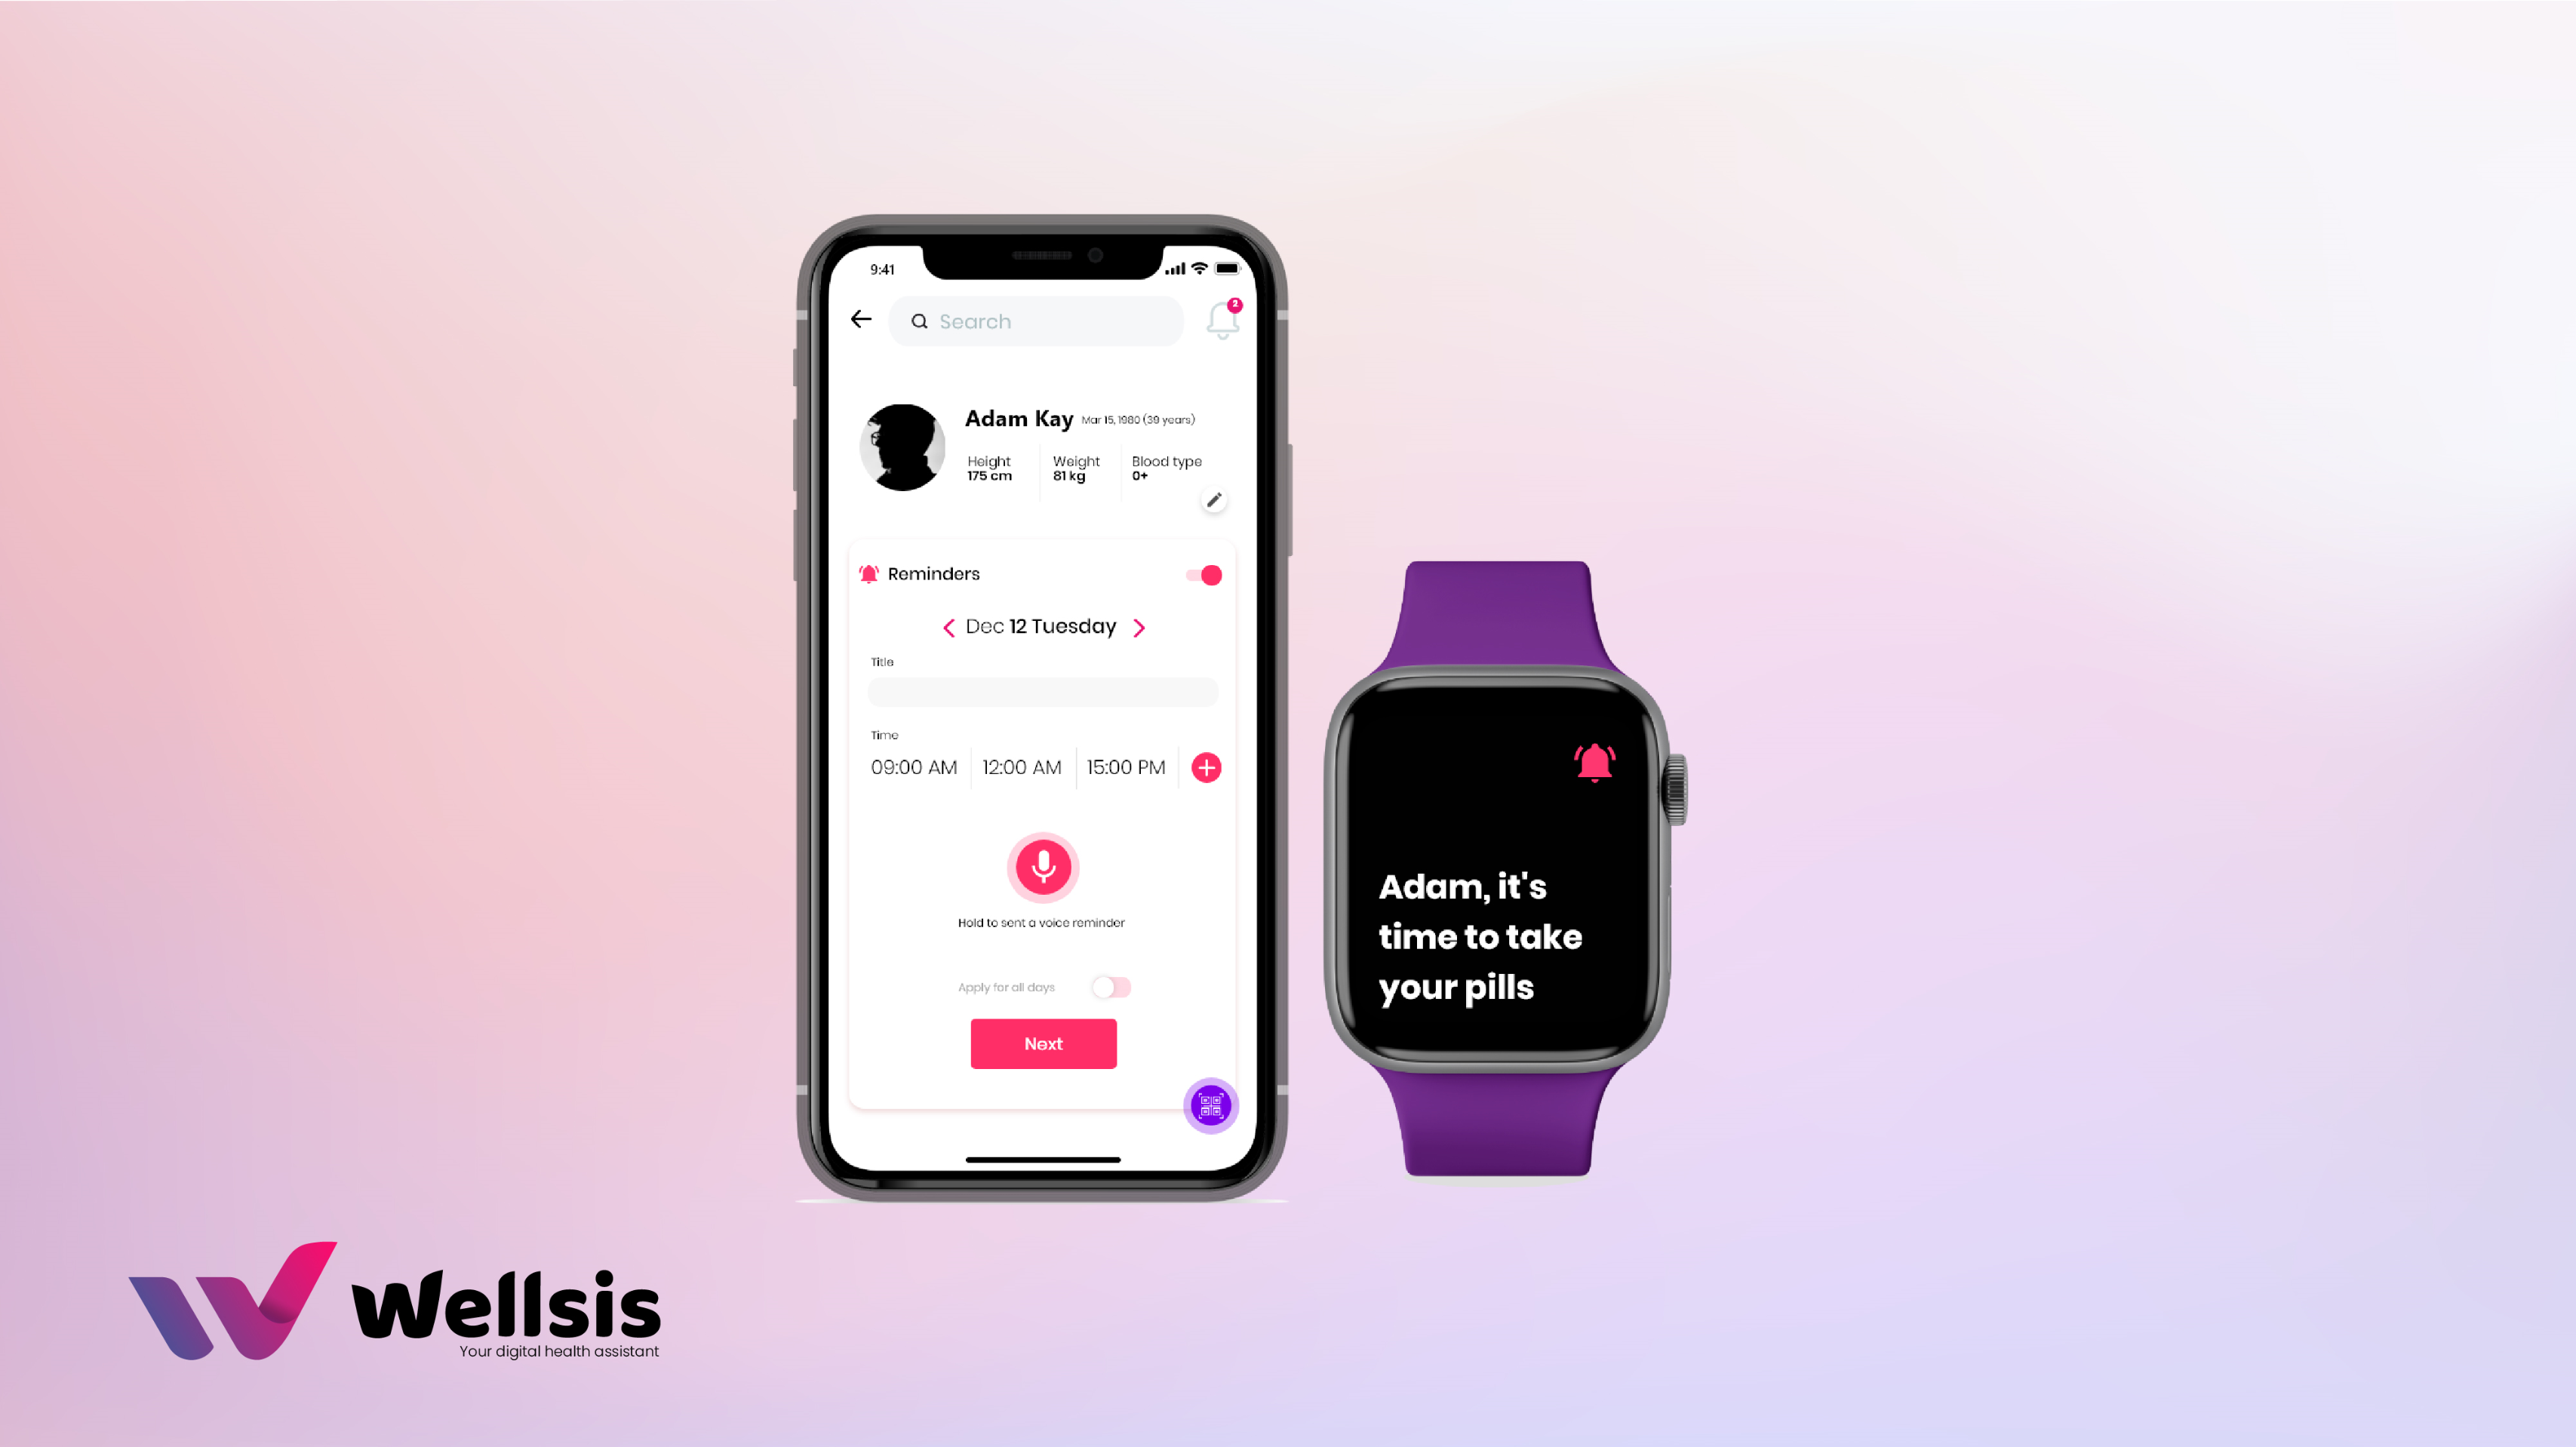 9:41
Search
2
Adam Kay Mar 15, 1980 (39 years)
Height Weight Blood type
175 cm 81 kg 0+
Reminders
Dec 12 Tuesday
Title
Time
09:00 AM 12:00 AM 15:00 PM
Hold to sent a voice reminder
Apply for all days
Next
Adam, it's
time to take
your pills
Wellsis
Your digital health assistant